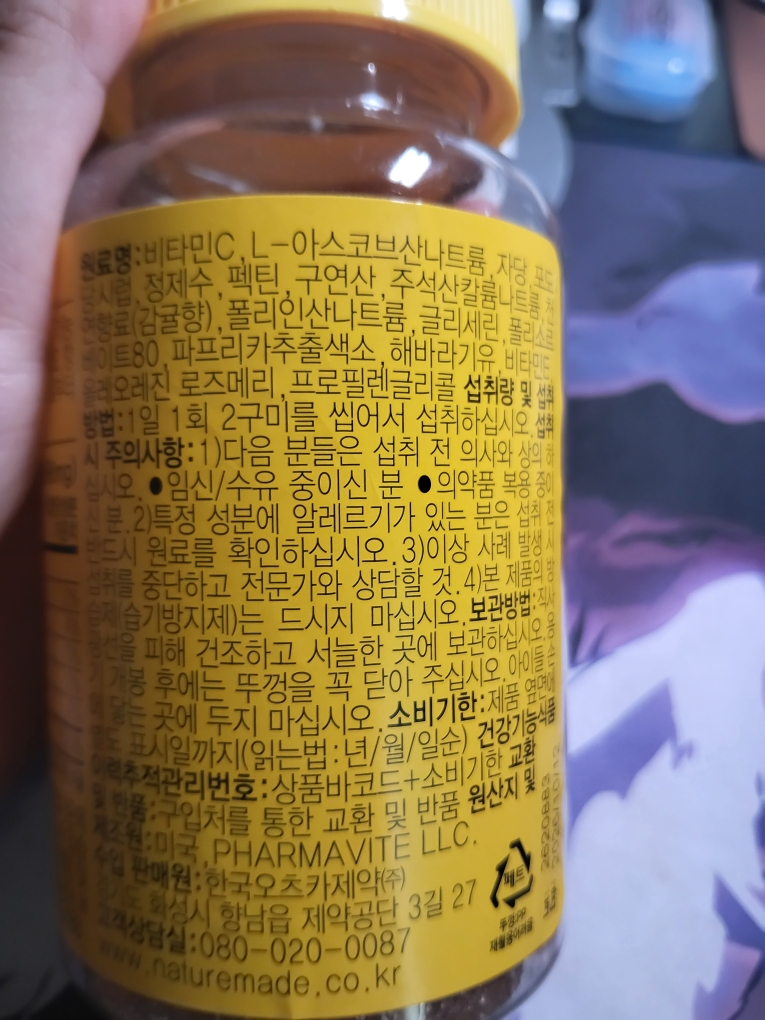 원료명:비타민C, L-아스코브산나트륨, 자당, 포도
당시럽, 정제수, 펙틴, 구연산, 주석산칼륨나트륨, 천
연향료(감귤향), 폴리인산나트륨, 글리세린, 폴리소르
베이트80, 파프리카추출색소, 해바라기유, 비타민E,
올레오레진 로즈메리, 프로필렌글리콜 섭취량 및 섭취
방법:1일 1회 2구미를 씹어서 섭취하십시오. 섭취
시 주의사항:1)다음 분들은 섭취 전 의사와 상의 하
십시오. ●임신/수유 중이신 분 ●의약품 복용 중이
신 분. 2)특정 성분에 알레르기가 있는 분은 섭취 전
반드시 원료를 확인하십시오. 3)이상 사례 발생 시
섭취를 중단하고 전문가와 상담할 것. 4)본 제품의 방
습제(습기방지제)는 드시지 마십시오. 보관방법:직사
광선을 피해 건조하고 서늘한 곳에 보관하십시오. 용
기 개봉 후에는 뚜껑을 꼭 닫아 주십시오. 아이들 손
에 닿는 곳에 두지 마십시오. 소비기한:제품 옆면에
표시일까지(읽는법:년/월/일순) 건강기능식품
이력추적관리번호:상품바코드+소비기한 교환
및 반품:구입처를 통한 교환 및 반품 원산지 및
제조원:미국, PHARMAVITE LLC.
수입 판매원:한국오츠카제약㈜
화성시 향남읍 제약공단 3길 27
고객상담실:080-020-0087
www.naturemade.co.kr
페트
뚜껑:PP
재활용어려움